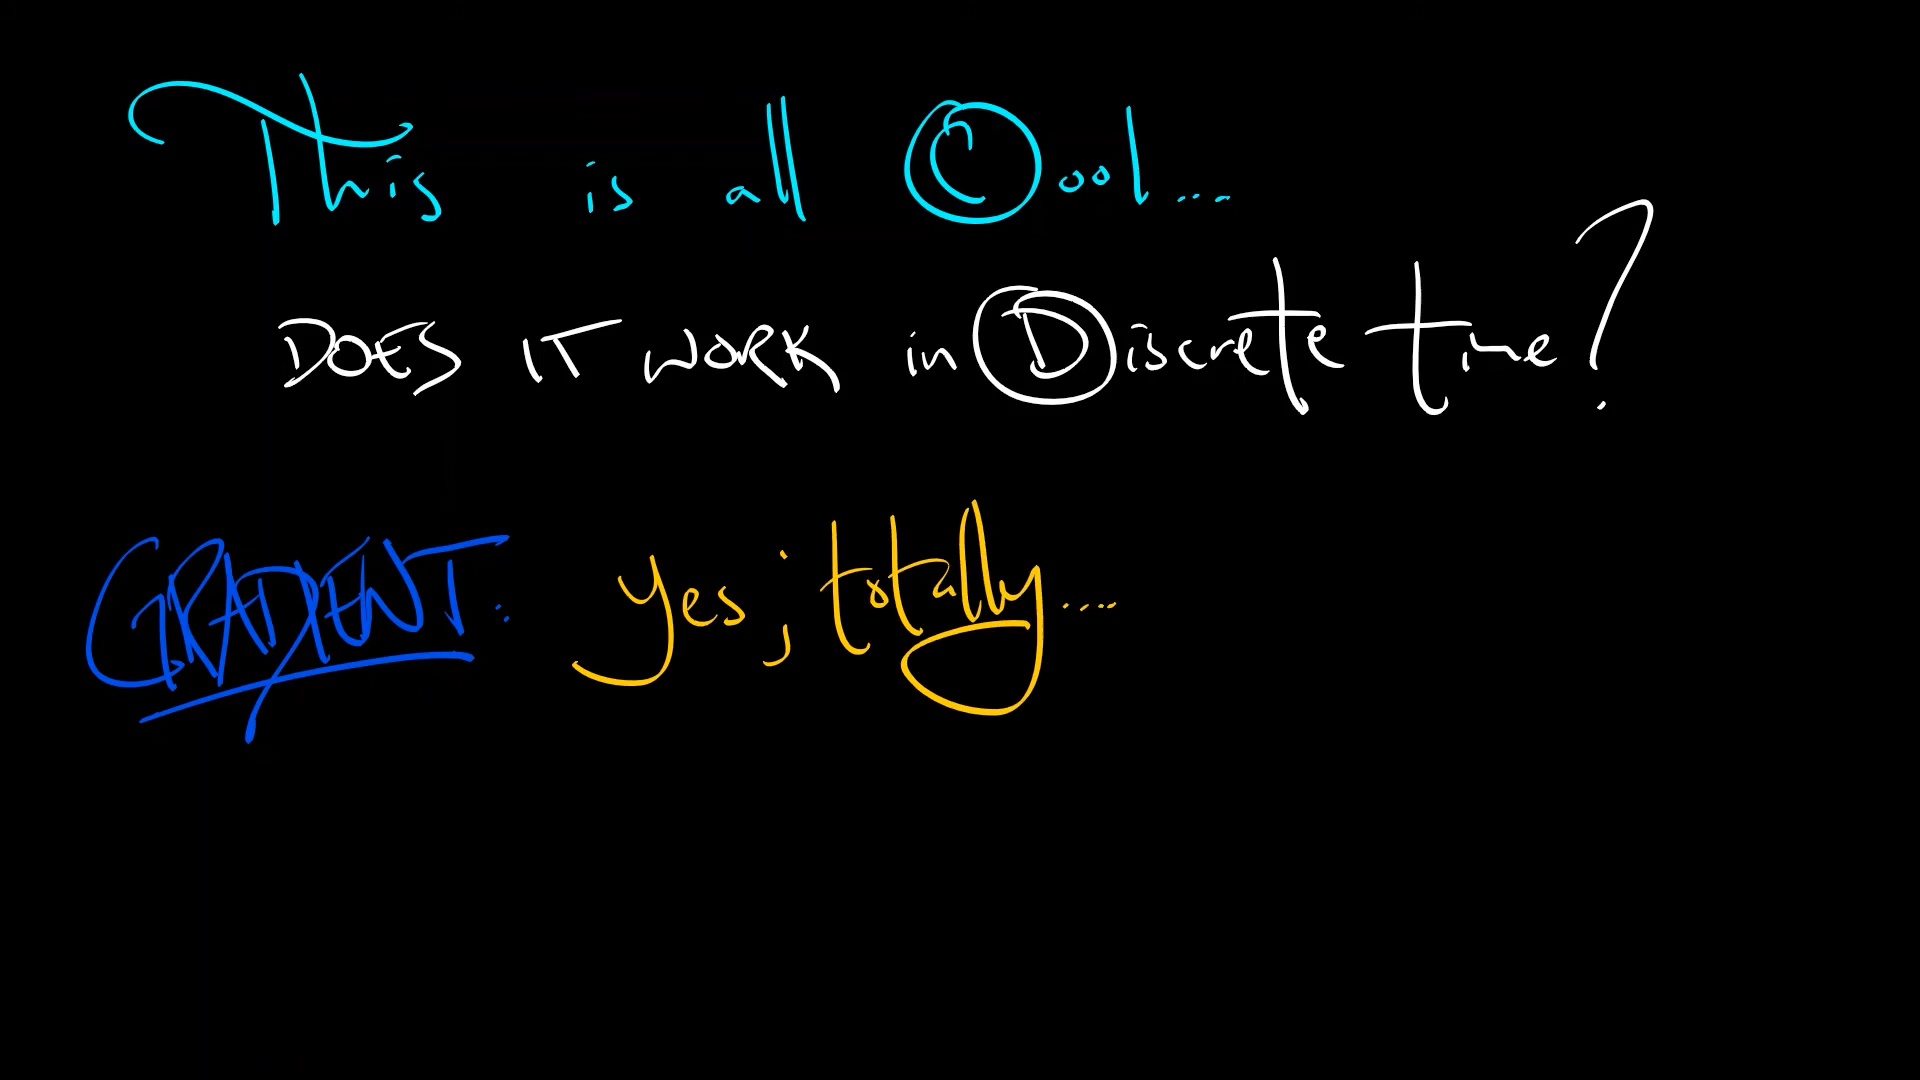 This is all Cool...
DOES IT WORK in Discrete time?
GRADIENT: yes; totally....